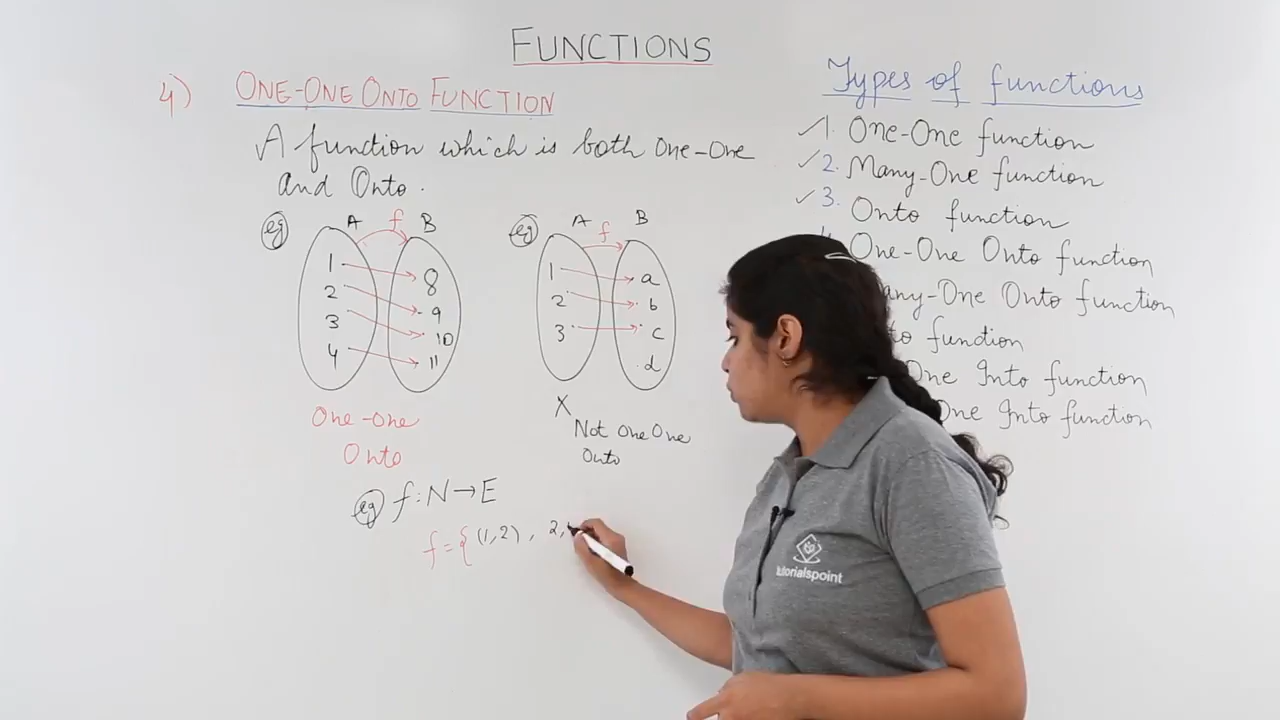 FUNCTIONS
4) ONE-ONE ONTO FUNCTION
A function which is both One-One
and Onto.
eg
A f B
1 8
2 9
3 10
4 11
One-One
Onto
eg
A f B
1 a
2 b
3 c
d
X
Not One One
Onto
eg f: N → E
f = { (1,2) , 2,
Types of functions
✓ 1. One-One function
✓ 2. Many-One function
✓ 3. Onto function
One-One Onto function
any-One Onto function
to function
One Into function
One Into function
tutorialspoint